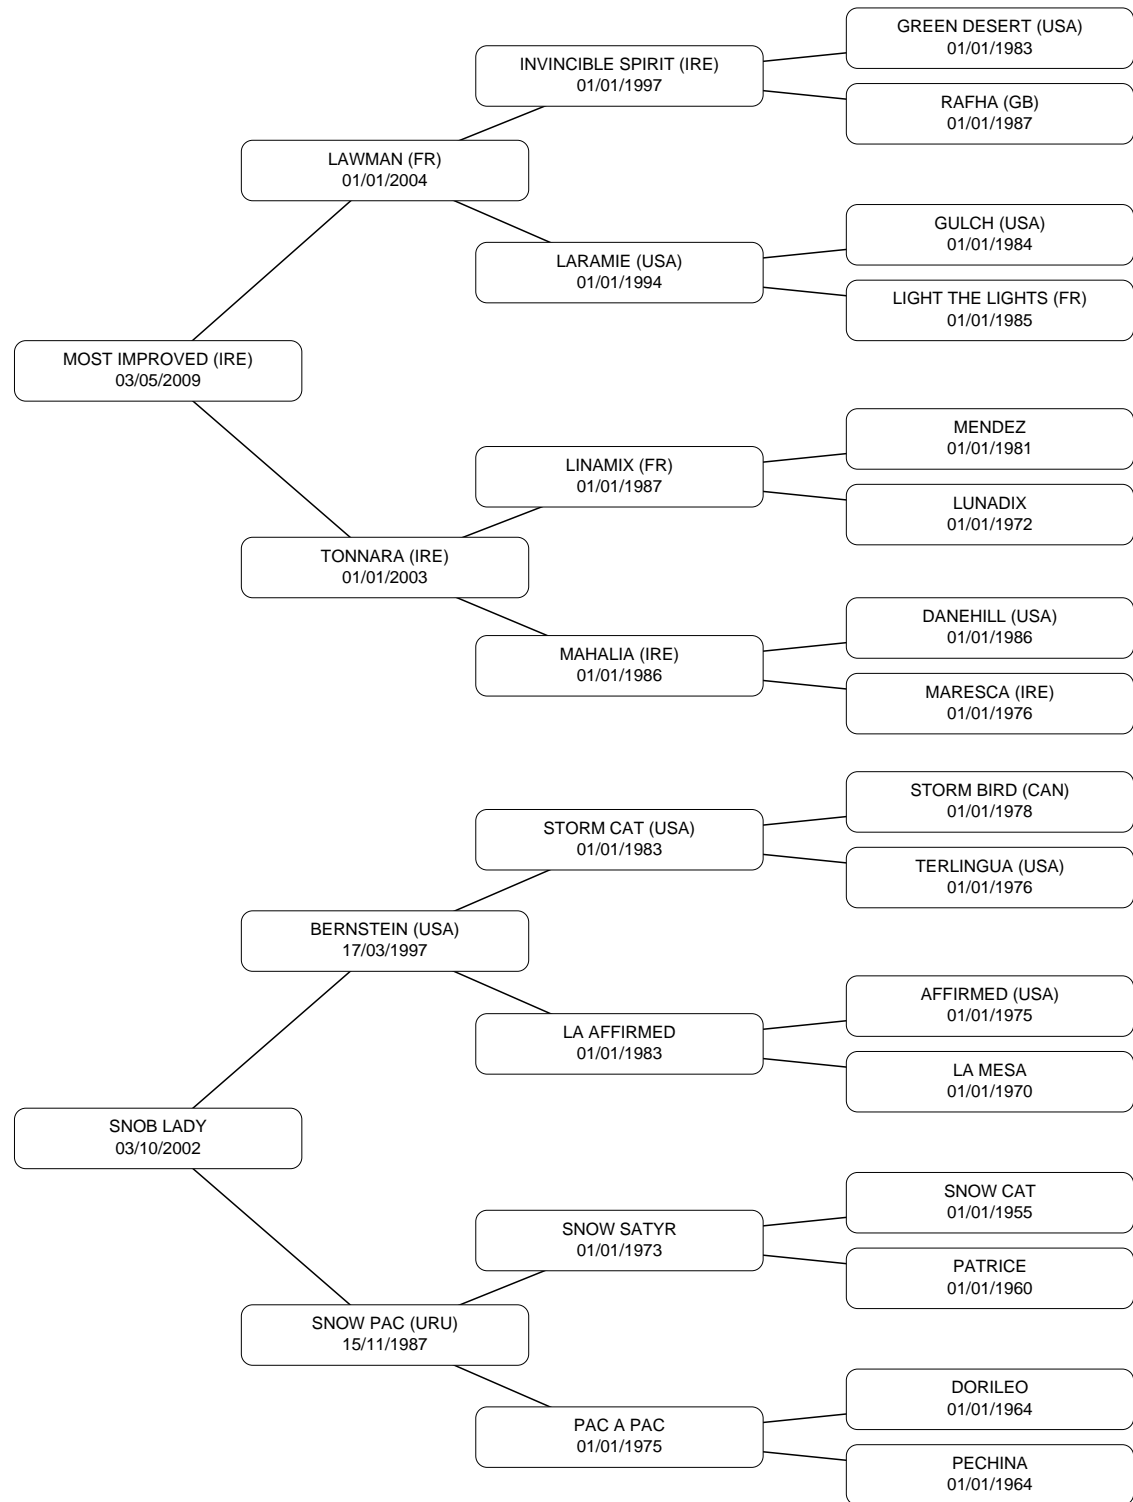 GREEN DESERT (USA)
01/01/1983
INVINCIBLE SPIRIT (IRE)
01/01/1997
RAFHA (GB)
01/01/1987
LAWMAN (FR)
01/01/2004
GULCH (USA)
01/01/1984
LARAMIE (USA)
01/01/1994
LIGHT THE LIGHTS (FR)
01/01/1985
MOST IMPROVED (IRE)
03/05/2009
MENDEZ
01/01/1981
LINAMIX (FR)
01/01/1987
LUNADIX
01/01/1972
TONNARA (IRE)
01/01/2003
DANEHILL (USA)
01/01/1986
MAHALIA (IRE)
01/01/1986
MARESCA (IRE)
01/01/1976
STORM BIRD (CAN)
01/01/1978
STORM CAT (USA)
01/01/1983
TERLINGUA (USA)
01/01/1976
BERNSTEIN (USA)
17/03/1997
AFFIRMED (USA)
01/01/1975
LA AFFIRMED
01/01/1983
LA MESA
01/01/1970
SNOB LADY
03/10/2002
SNOW CAT
01/01/1955
SNOW SATYR
01/01/1973
PATRICE
01/01/1960
SNOW PAC (URU)
15/11/1987
DORILEO
01/01/1964
PAC A PAC
01/01/1975
PECHINA
01/01/1964